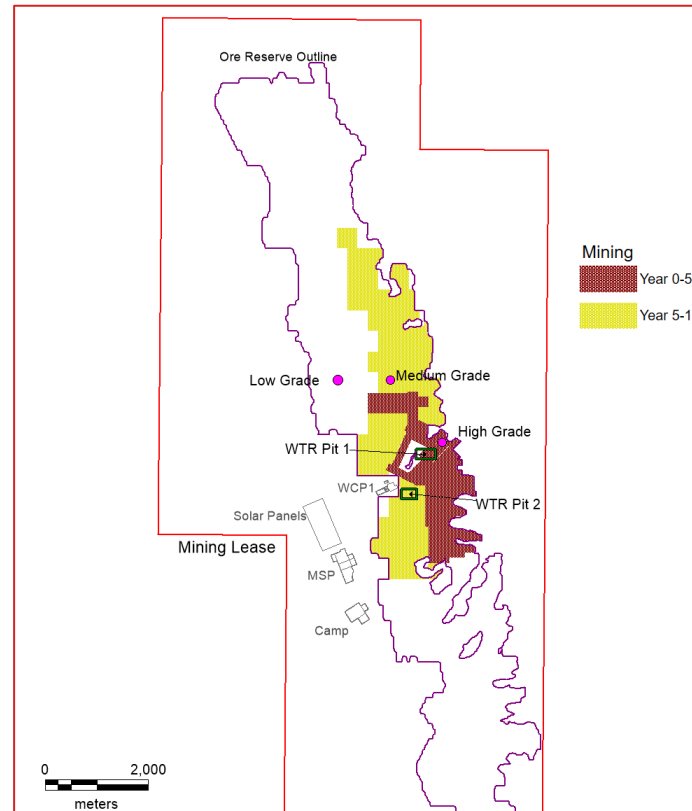 Ore Reserve Outline
Mining
Year 0-5
Year 5-1
Low Grade
Medium Grade
High Grade
WTR Pit 1
WCP1
WTR Pit 2
Solar Panels
Mining Lease
MSP
Camp
0 2,000
meters